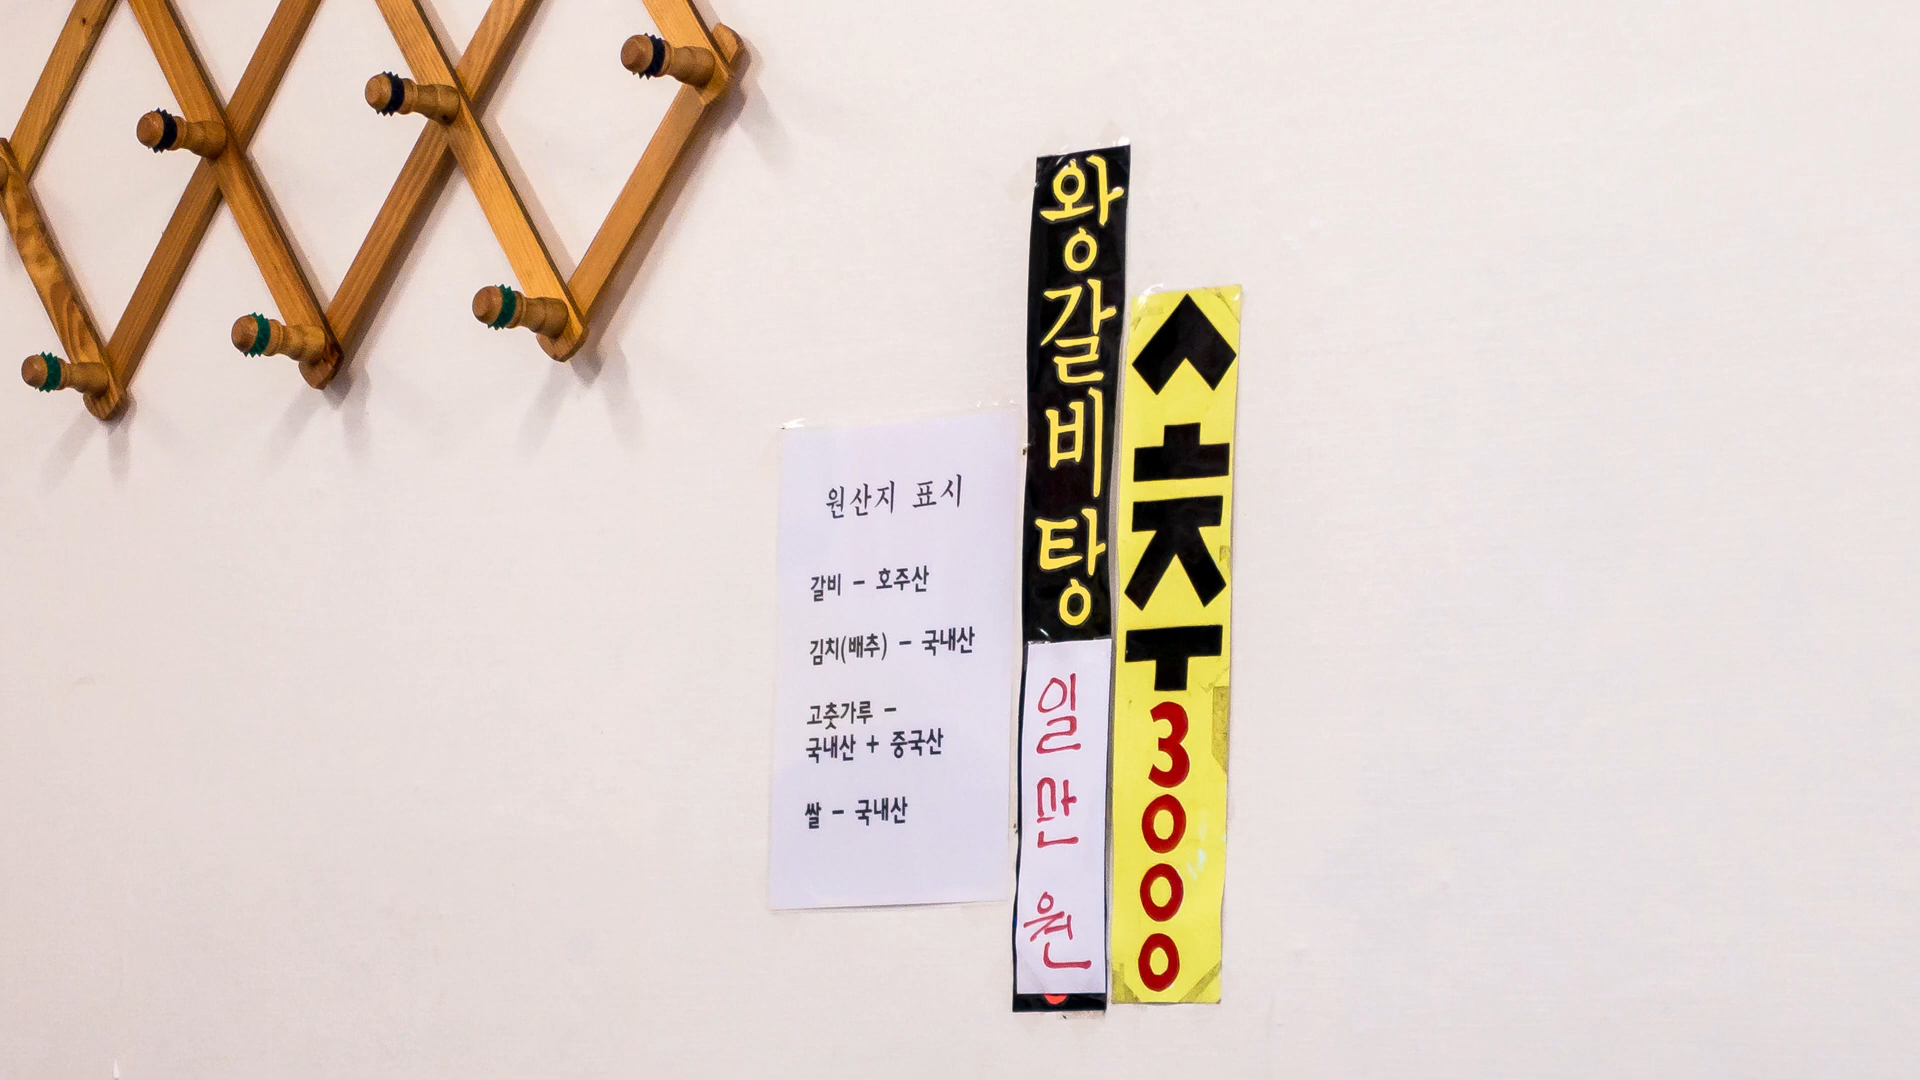 원산지 표시
갈비 - 호주산
김치(배추) - 국내산
고춧가루 -
국내산 + 중국산
쌀 - 국내산
왕갈비탕
일만원
소주
3000